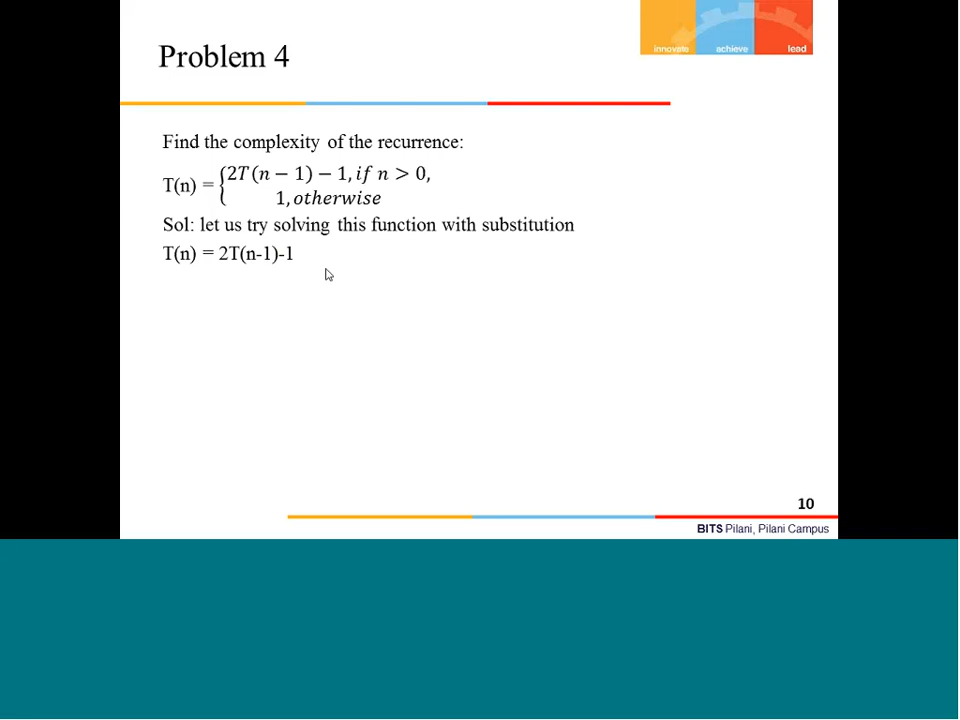 innovate achieve lead
Problem 4
Find the complexity of the recurrence:
T(n) = {2T(n − 1) − 1, if n > 0,
1, otherwise
Sol: let us try solving this function with substitution
T(n) = 2T(n-1)-1
10
BITS Pilani, Pilani Campus